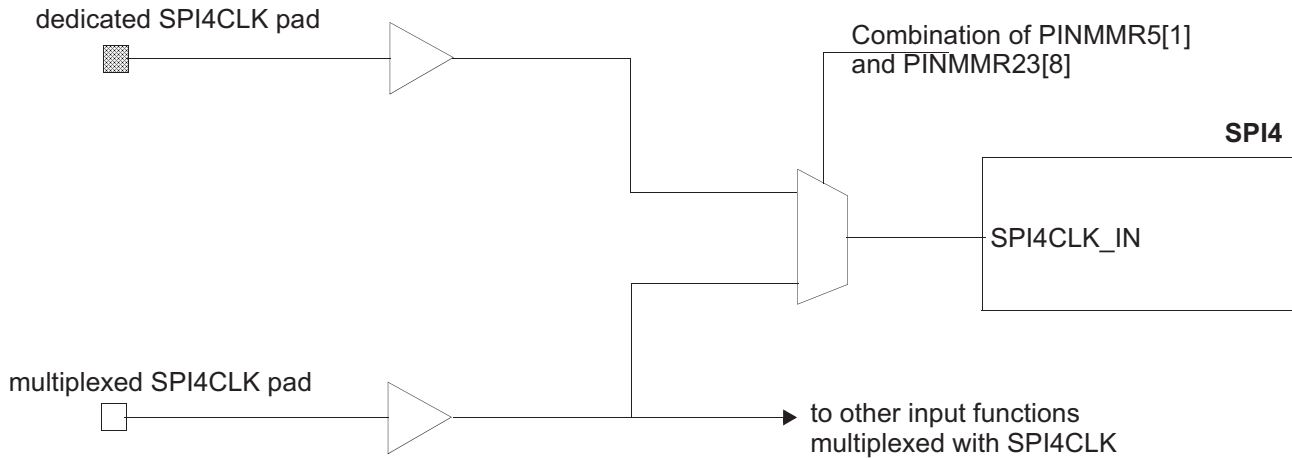 dedicated SPI4CLK pad
Combination of PINMMR5[1]
and PINMMR23[8]
SPI4
SPI4CLK_IN
multiplexed SPI4CLK pad
to other input functions
multiplexed with SPI4CLK